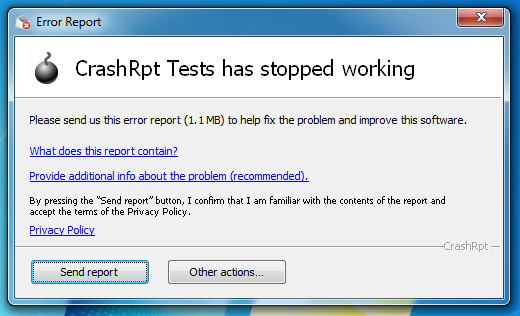 Error Report
CrashRpt Tests has stopped working
Please send us this error report (1.1 MB) to help fix the problem and improve this software.
What does this report contain?
Provide additional info about the problem (recommended).
By pressing the "Send report" button, I confirm that I am familiar with the contents of the report and
accept the terms of the Privacy Policy.
Privacy Policy
CrashRpt
Send report
Other actions...